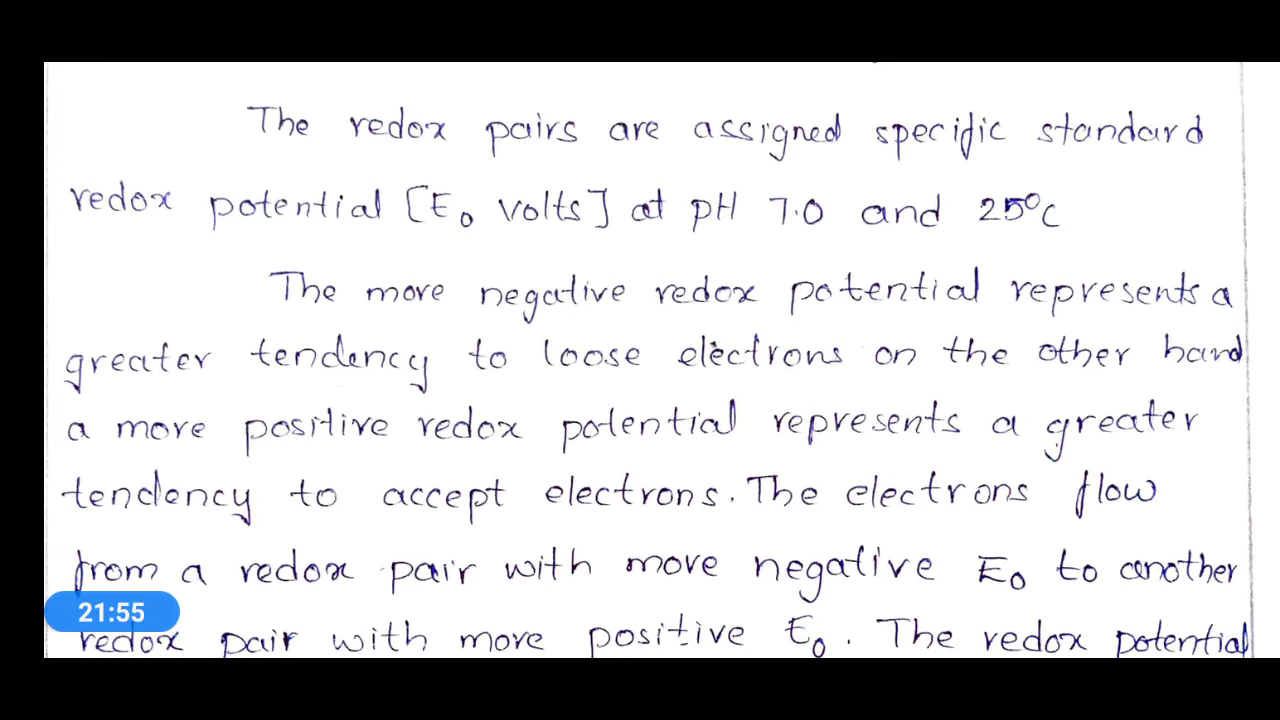 The redox pairs are assigned specific standard
redox potential [E₀ volts] at pH 7.0 and 25°C
The more negative redox potential represents a
greater tendency to loose electrons on the other hand
a more positive redox potential represents a greater
tendency to accept electrons. The electrons flow
from a redox pair with more negative E₀ to another
21:55
redox pair with more positive E₀. The redox potential